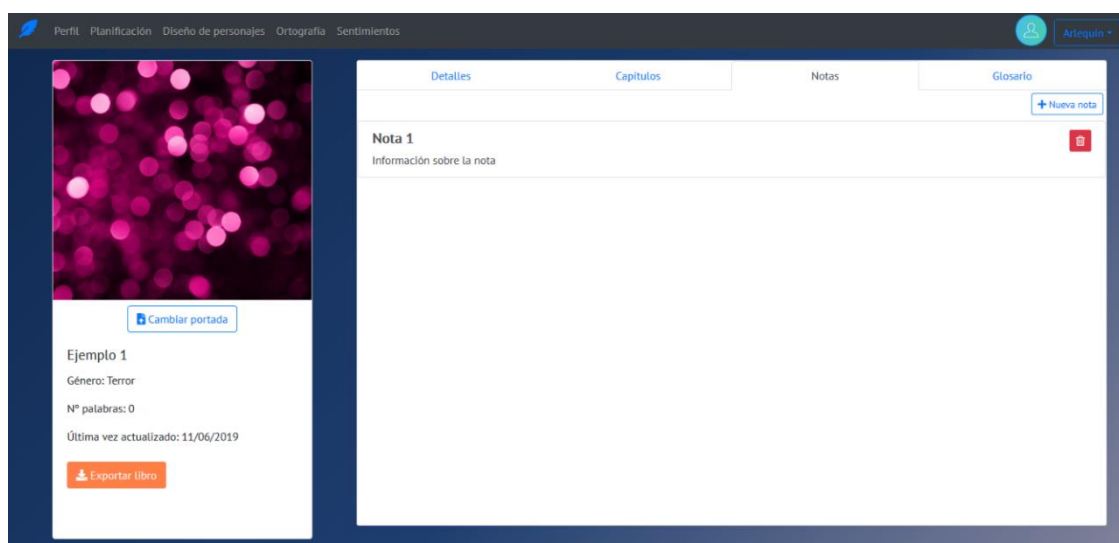 Perfil Planificación Diseño de personajes Ortografía Sentimientos Arlequin
Detalles Capítulos Notas Glosario
+ Nueva nota
Nota 1
Información sobre la nota
Cambiar portada
Ejemplo 1
Género: Terror
Nº palabras: 0
Última vez actualizado: 11/06/2019
Exportar libro